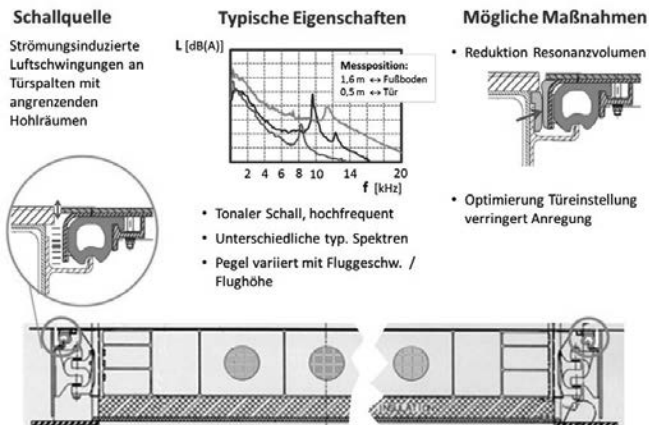 Schallquelle
Strömungsinduzierte
Luftschwingungen an
Türspalten mit
angrenzenden
Hohlräumen
Typische Eigenschaften
L [dB(A)]
Messposition:
1,6 m ↔ Fußboden
0,5 m ↔ Tür
2 4 6 8 10 14 20
f [kHz]
• Tonaler Schall, hochfrequent
• Unterschiedliche typ. Spektren
• Pegel variiert mit Fluggeschw. /
Flughöhe
Mögliche Maßnahmen
• Reduktion Resonanzvolumen
• Optimierung Türeinstellung
verringert Anregung